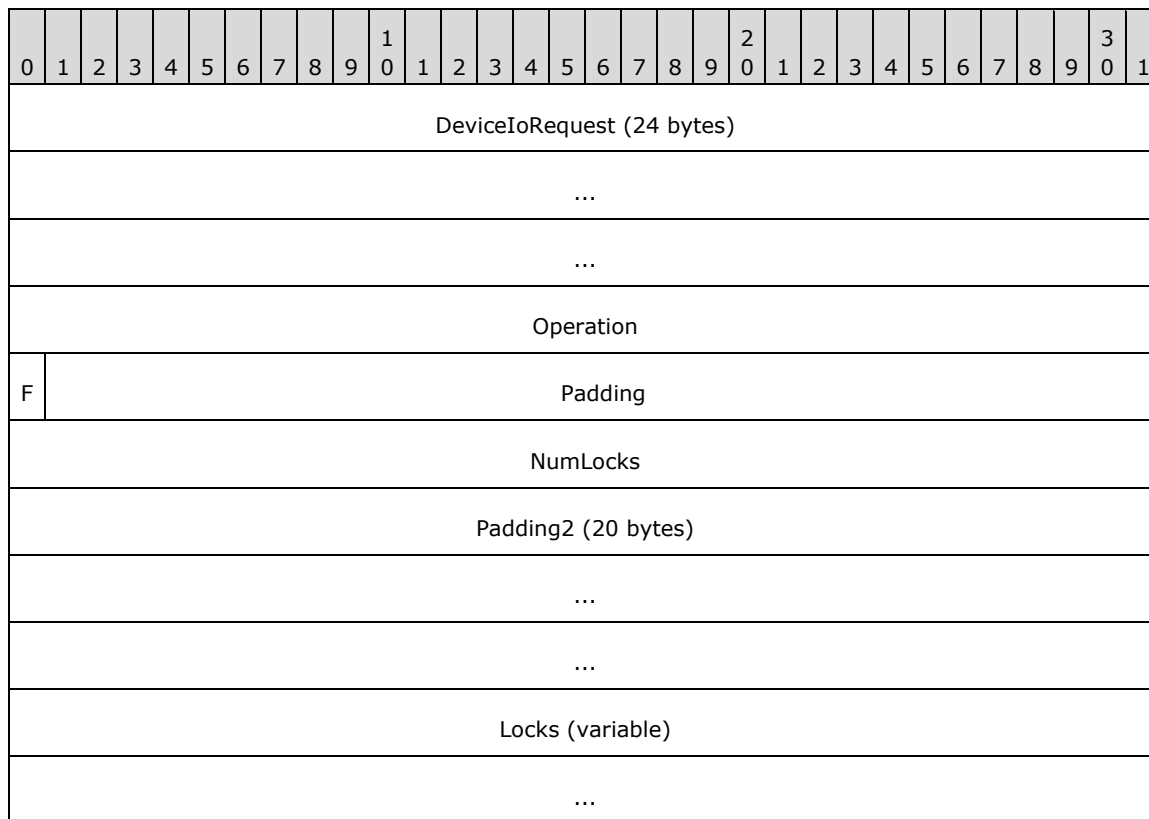 1 2 3
0 1 2 3 4 5 6 7 8 9 0 1 2 3 4 5 6 7 8 9 0 1 2 3 4 5 6 7 8 9 0 1
DeviceIoRequest (24 bytes)
...
...
Operation
F Padding
NumLocks
Padding2 (20 bytes)
...
...
Locks (variable)
...